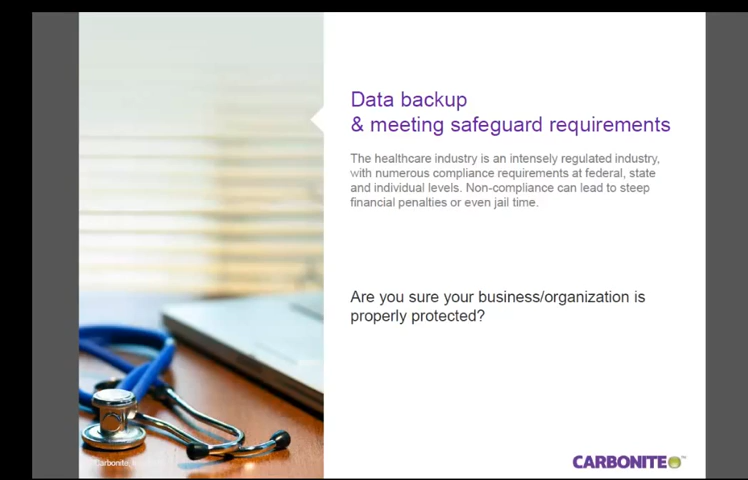 Data backup
& meeting safeguard requirements
The healthcare industry is an intensely regulated industry,
with numerous compliance requirements at federal, state
and individual levels. Non-compliance can lead to steep
financial penalties or even jail time.
Are you sure your business/organization is
properly protected?
Carbonite,
CARBONITE